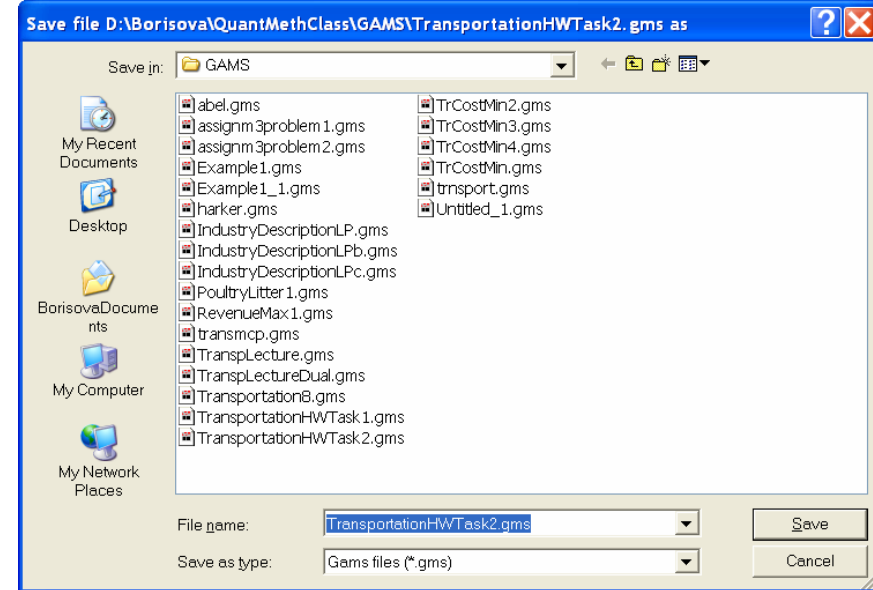 Save file D:\Borisova\QuantMethClass\GAMS\TransportationHWTask2.gms as
Save in:
GAMS
My Recent
Documents
Desktop
BorisovaDocume
nts
My Computer
My Network
Places
abel.gms
assignm3problem1.gms
assignm3problem2.gms
Example1.gms
Example1_1.gms
harker.gms
IndustryDescriptionLP.gms
IndustryDescriptionLPb.gms
IndustryDescriptionLPc.gms
PoultryLitter1.gms
RevenueMax1.gms
transmcp.gms
TranspLecture.gms
TranspLectureDual.gms
Transportation8.gms
TransportationHWTask1.gms
TransportationHWTask2.gms
TrCostMin2.gms
TrCostMin3.gms
TrCostMin4.gms
TrCostMin.gms
trnsport.gms
Untitled_1.gms
File name:
TransportationHWTask2.gms
Save
Save as type:
Gams files (*.gms)
Cancel